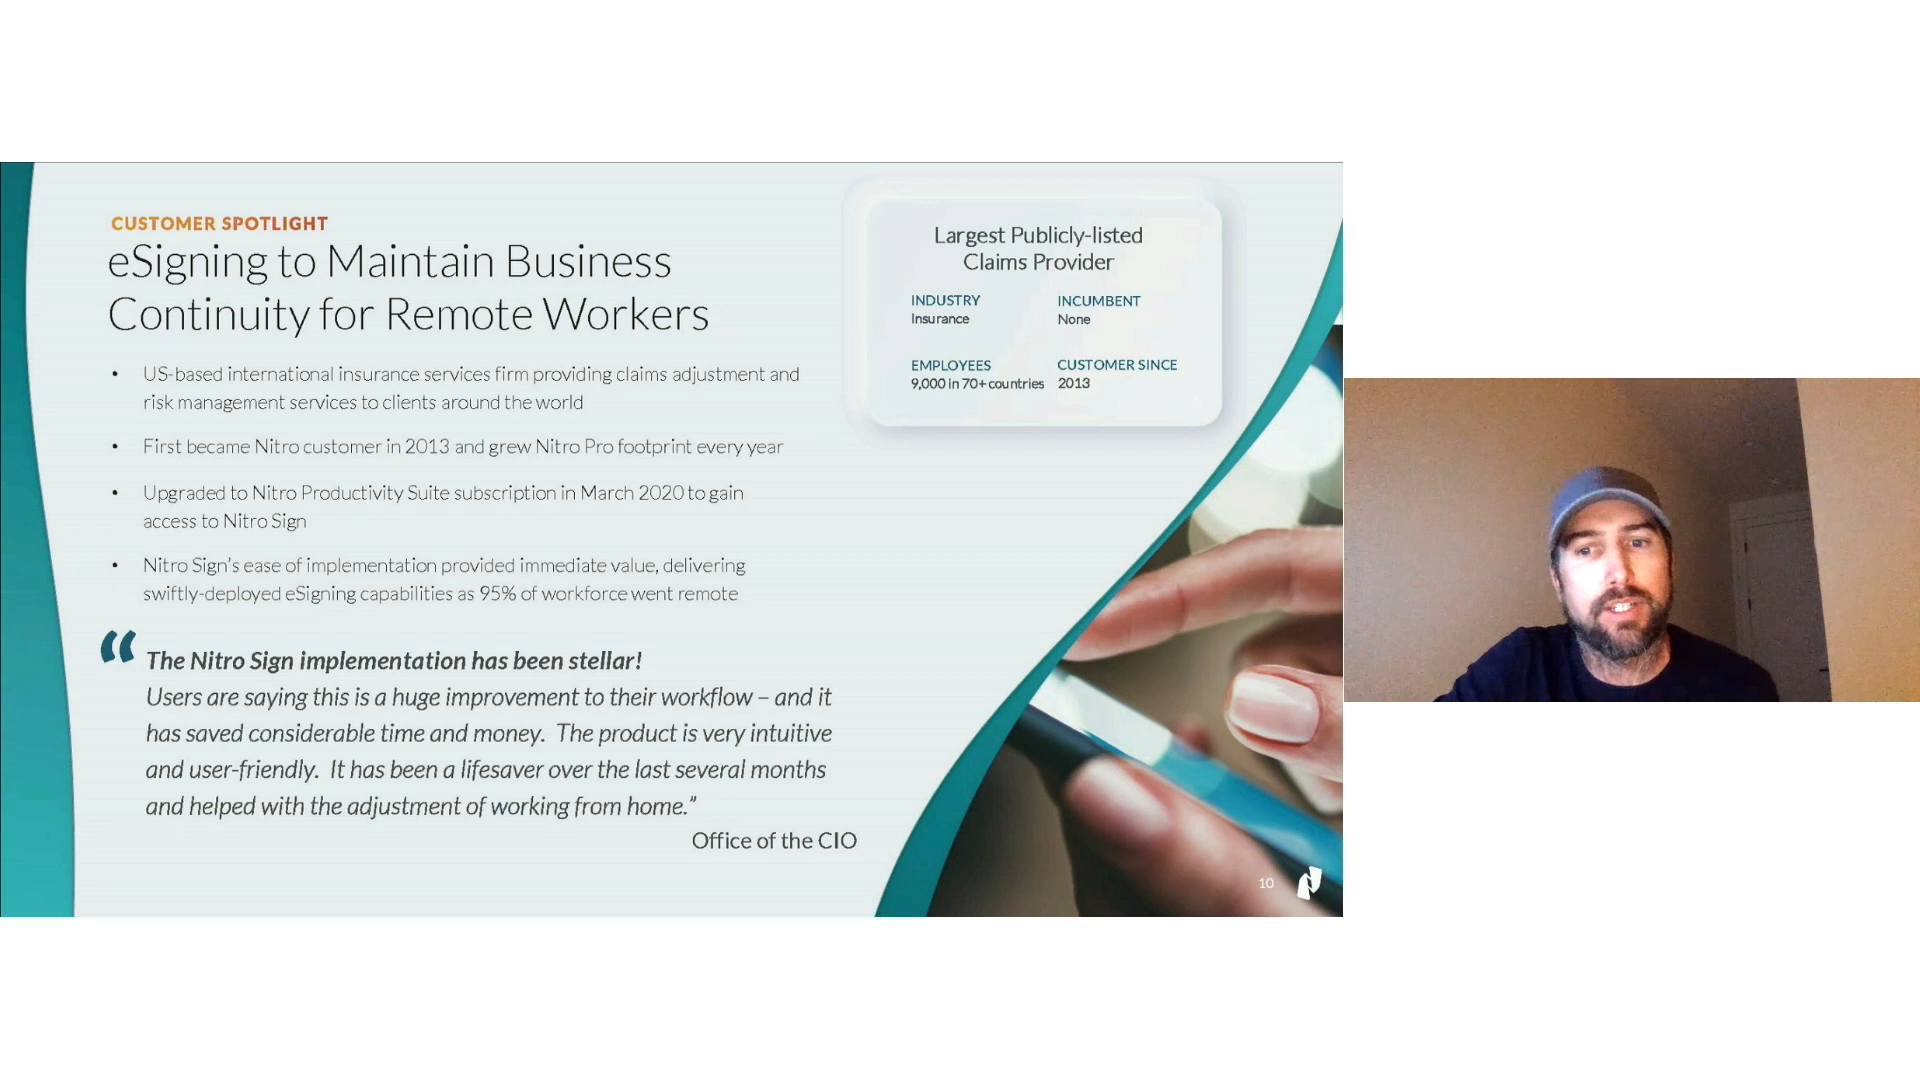 CUSTOMER SPOTLIGHT
eSigning to Maintain Business
Continuity for Remote Workers
• US-based international insurance services firm providing claims adjustment and
risk management services to clients around the world
• First became Nitro customer in 2013 and grew Nitro Pro footprint every year
• Upgraded to Nitro Productivity Suite subscription in March 2020 to gain
access to Nitro Sign
• Nitro Sign's ease of implementation provided immediate value, delivering
swiftly-deployed eSigning capabilities as 95% of workforce went remote
“ The Nitro Sign implementation has been stellar!
Users are saying this is a huge improvement to their workflow – and it
has saved considerable time and money. The product is very intuitive
and user-friendly. It has been a lifesaver over the last several months
and helped with the adjustment of working from home.”
Office of the CIO
Largest Publicly-listed
Claims Provider
INDUSTRY
Insurance
INCUMBENT
None
EMPLOYEES
9,000 in 70+ countries
CUSTOMER SINCE
2013
10